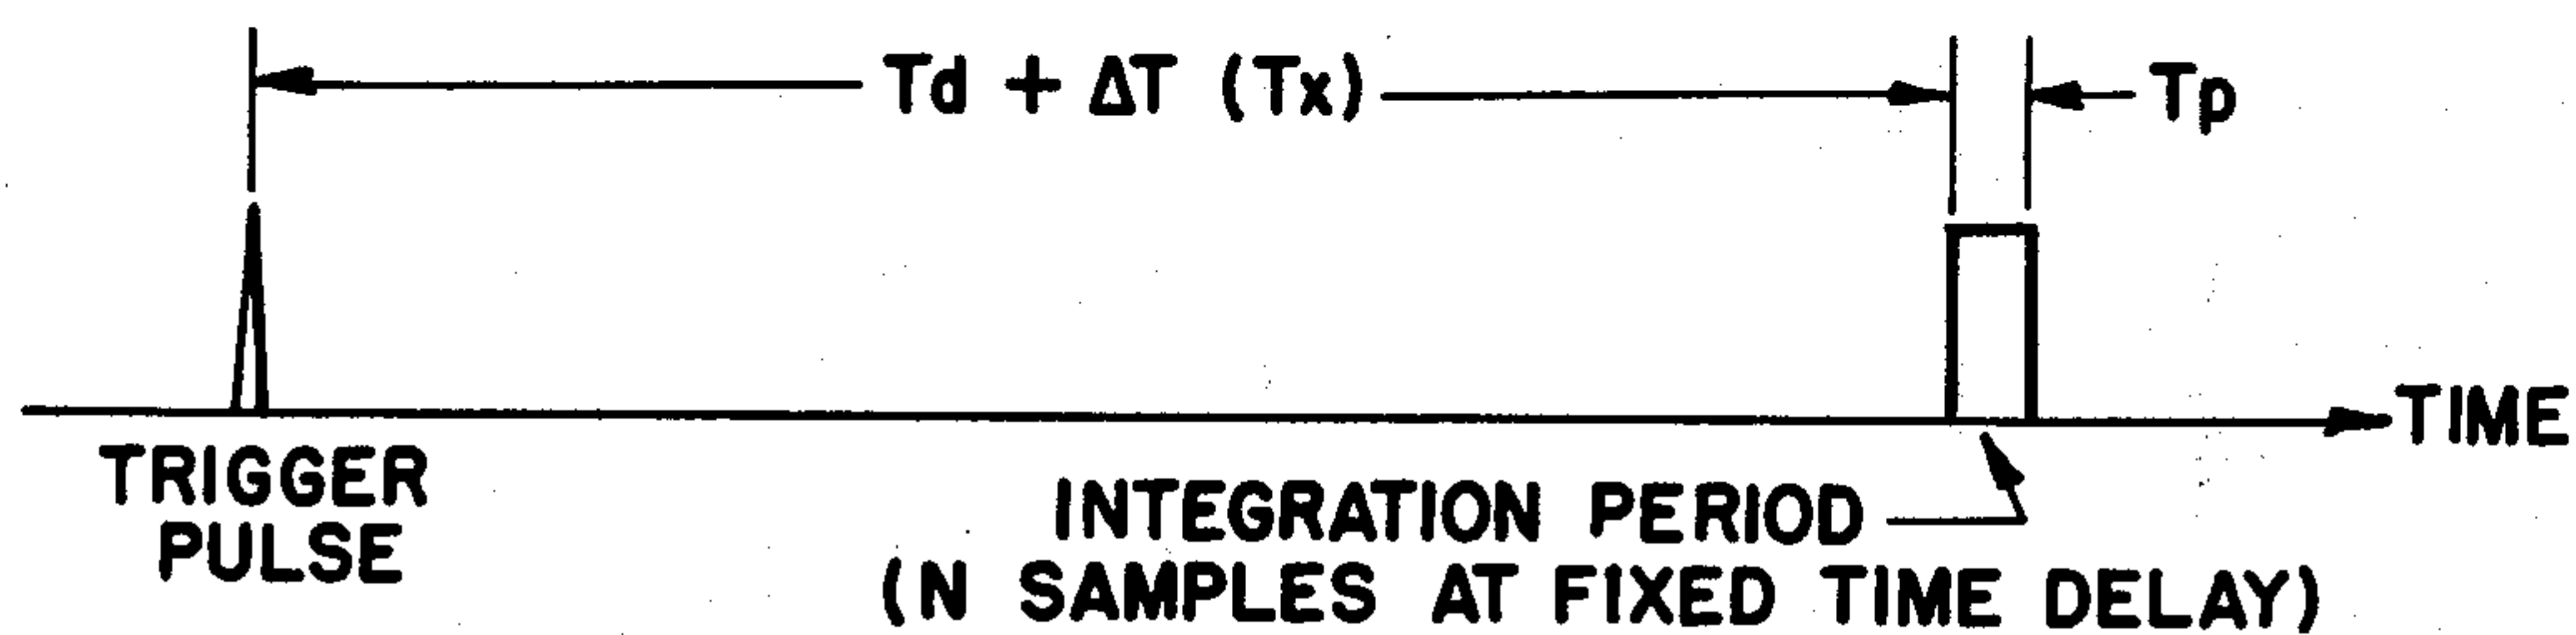 Td + ΔT (Tx)
Tp
TIME
TRIGGER
PULSE
INTEGRATION PERIOD
(N SAMPLES AT FIXED TIME DELAY)